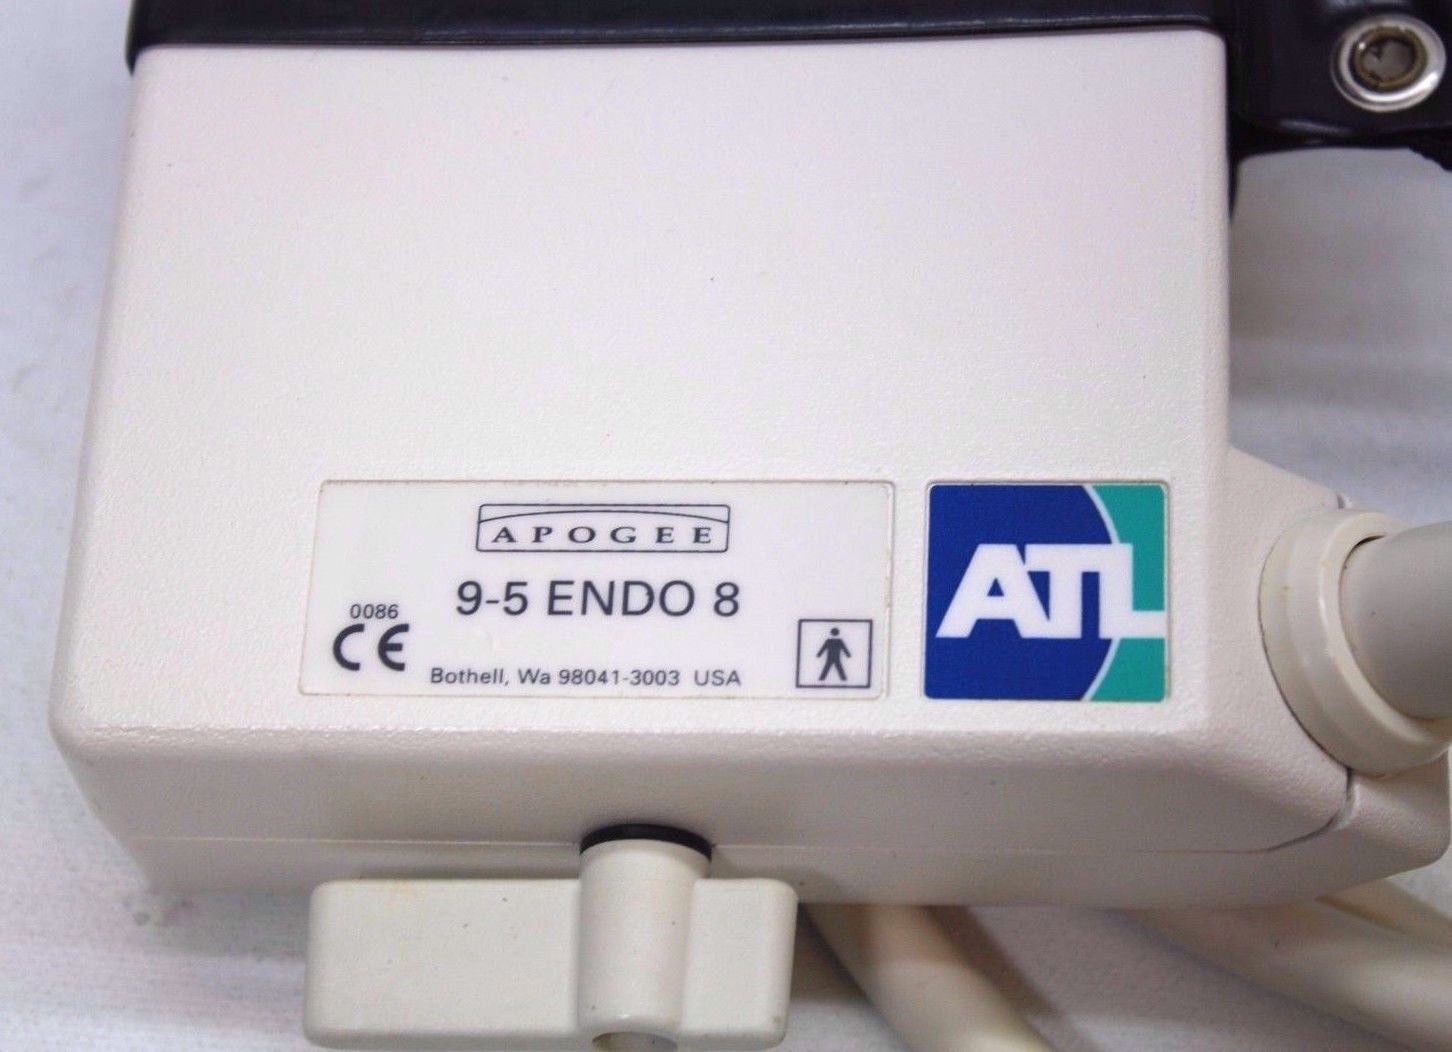 APOGEE
9-5 ENDO 8
0086
CE
Bothell, Wa 98041-3003 USA
ATL